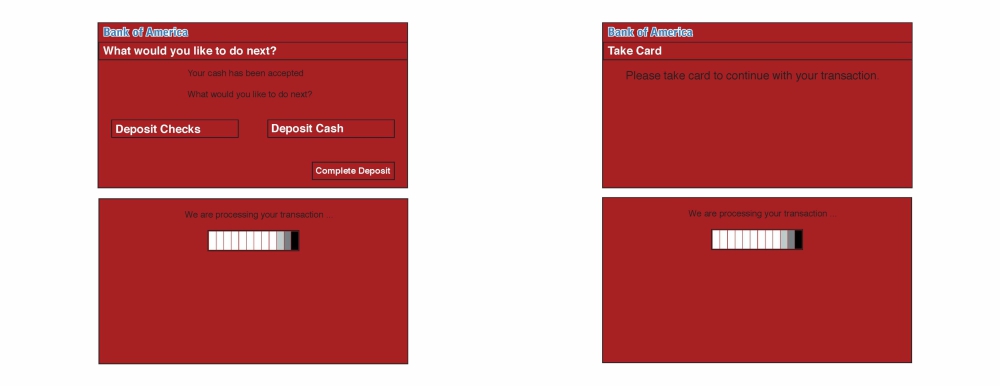 Bank of America
What would you like to do next?
Your cash has been accepted
What would you like to do next?
Deposit Checks
Deposit Cash
Complete Deposit
We are processing your transaction ...
Bank of America
Take Card
Please take card to continue with your transaction.
We are processing your transaction ...